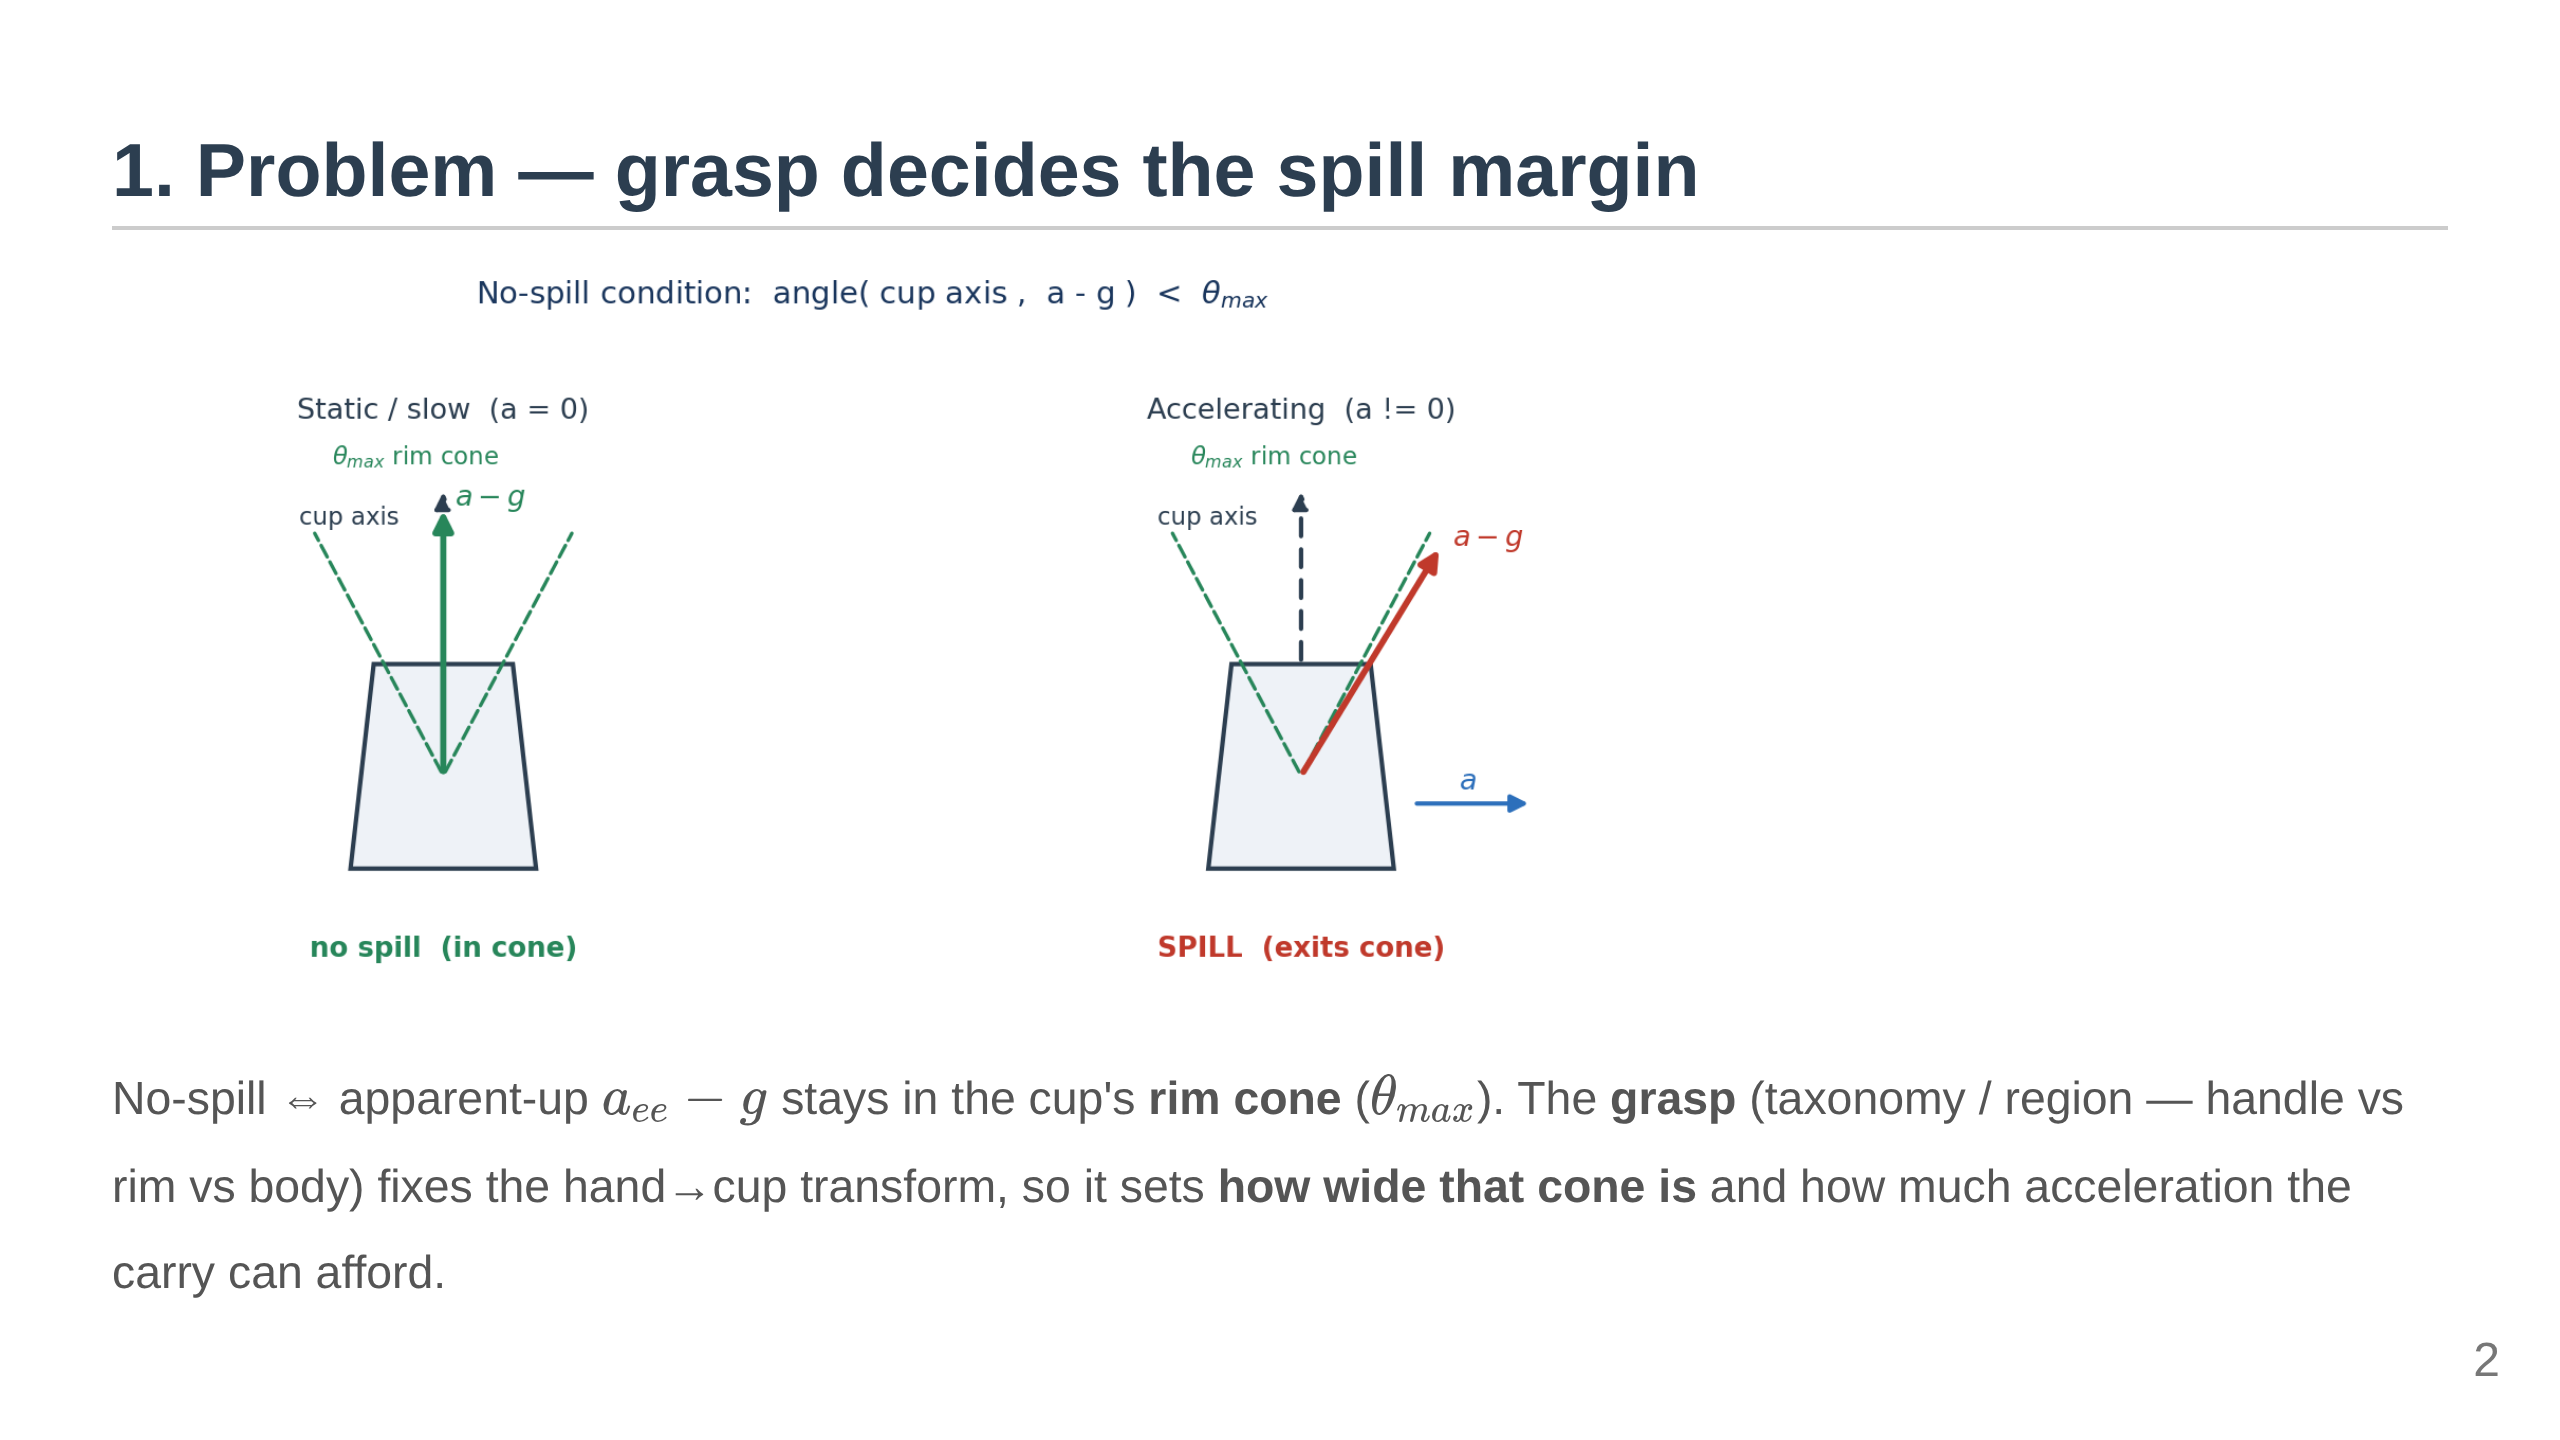 1. Problem — grasp decides the spill margin
No-spill condition: angle( cup axis , a - g ) < θmax
Static / slow (a = 0)
θmax rim cone
a − g
cup axis
no spill (in cone)
Accelerating (a != 0)
θmax rim cone
cup axis
a − g
a
SPILL (exits cone)
No-spill ⇔ apparent-up aee − g stays in the cup's rim cone (θmax). The grasp (taxonomy / region — handle vs
rim vs body) fixes the hand→cup transform, so it sets how wide that cone is and how much acceleration the
carry can afford.
2